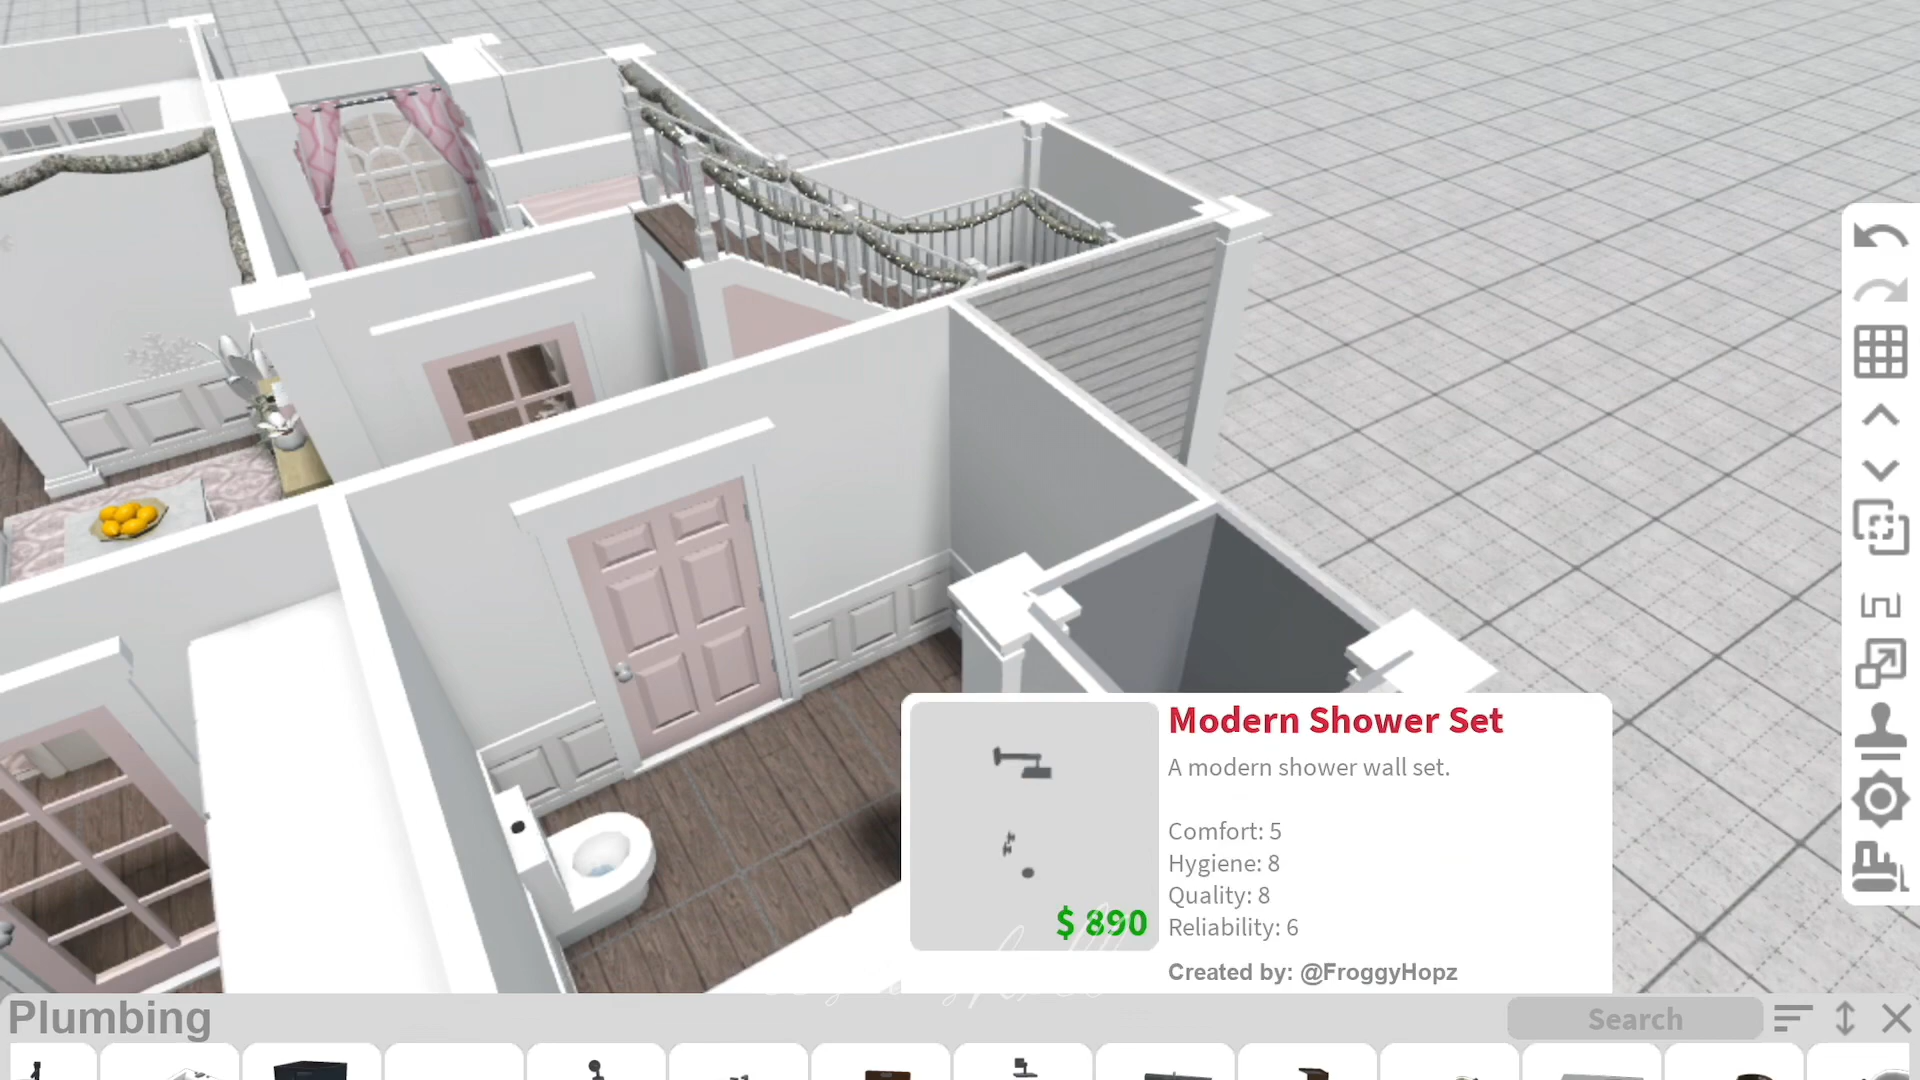 Modern Shower Set
A modern shower wall set.
Comfort: 5
Hygiene: 8
Quality: 8
$ 890
Reliability: 6
Created by: @FroggyHopz
Plumbing
Search